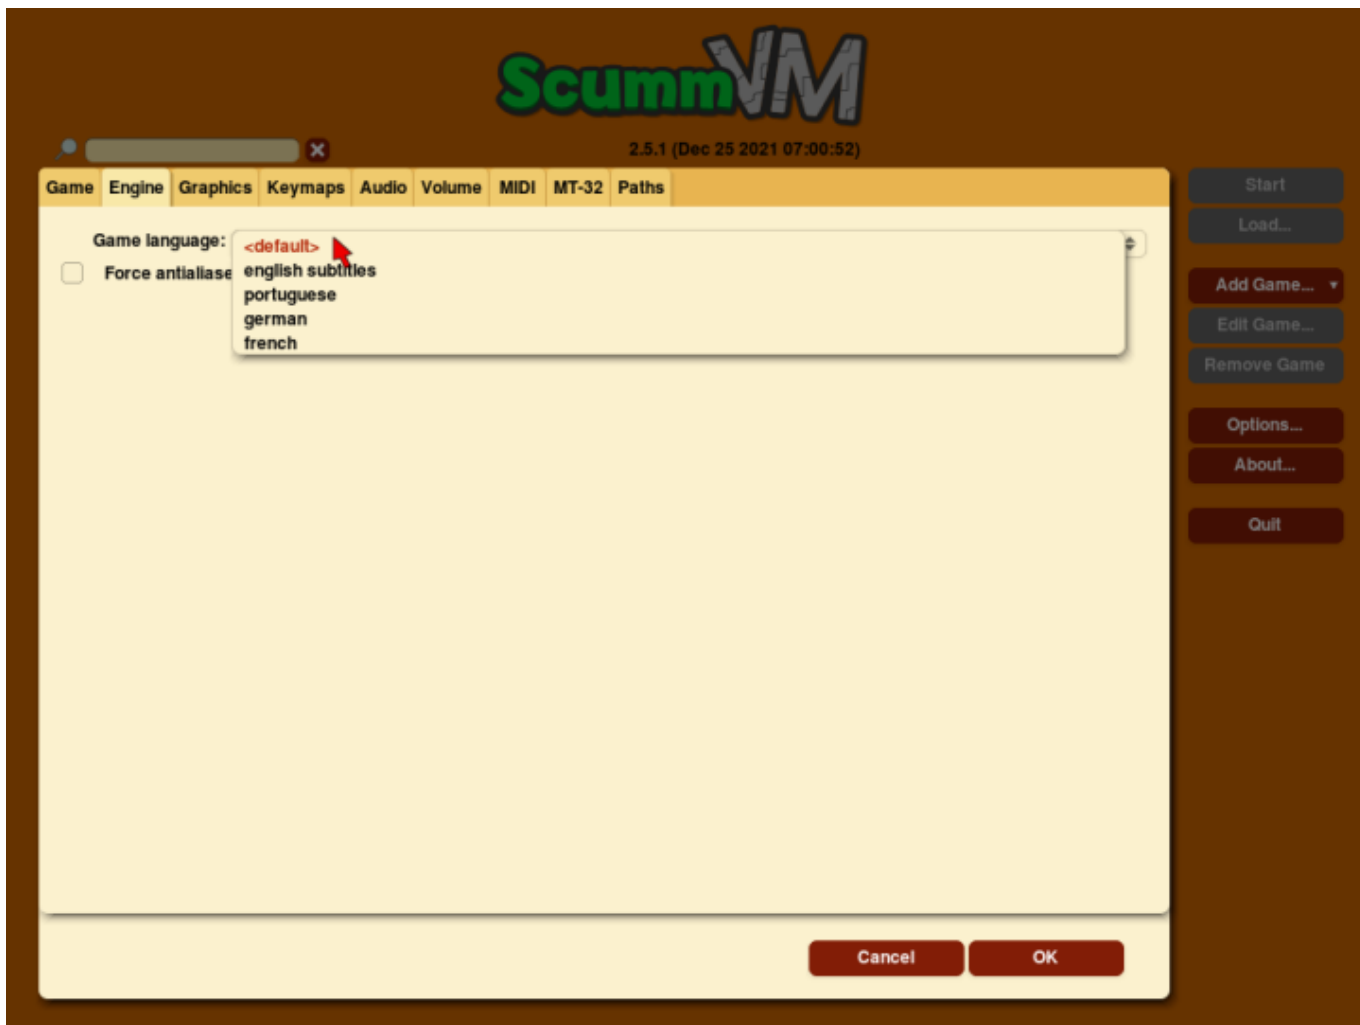 ScummVM
2.5.1 (Dec 25 2021 07:00:52)
Game Engine Graphics Keymaps Audio Volume MIDI MT-32 Paths
Game language:
<default>
english subtitles
portuguese
german
french
Force antialiase
Cancel OK
Start
Load...
Add Game...
Edit Game...
Remove Game
Options...
About...
Quit